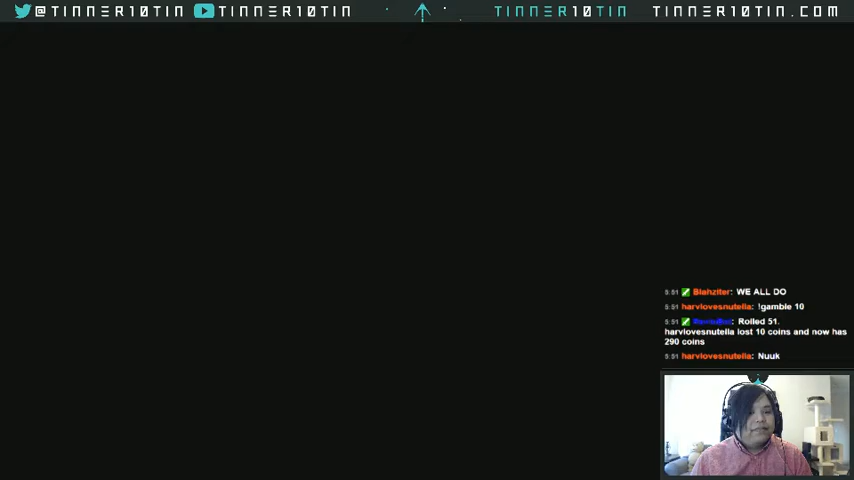 @TINNER10TIN TINNER10TIN TINNER10TIN TINNER10TIN.COM
5:51 Blahziter: WE ALL DO
5:51 harvlovesnutella: !gamble 10
5:51 Rolled 51.
harvlovesnutella lost 10 coins and now has
290 coins
5:51 harvlovesnutella: Nuuk